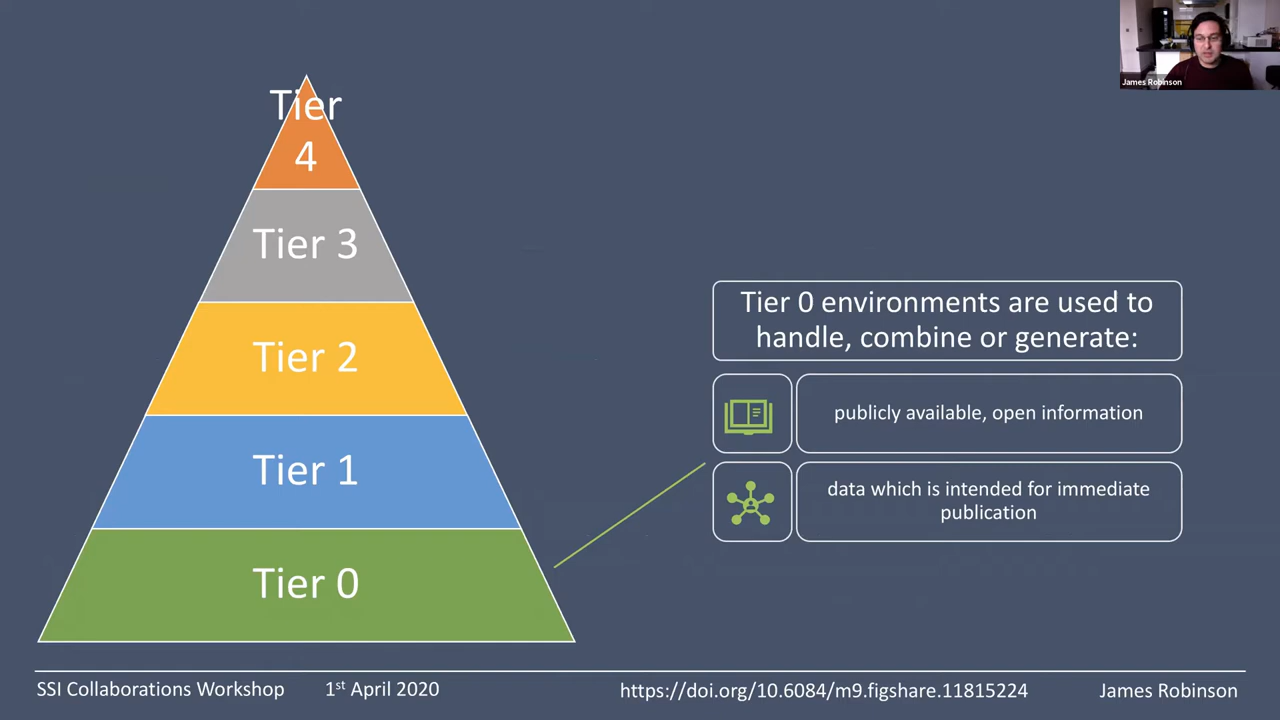 James Robinson
Tier
4
Tier 3
Tier 2
Tier 1
Tier 0
Tier 0 environments are used to
handle, combine or generate:
publicly available, open information
data which is intended for immediate
publication
SSI Collaborations Workshop
1st April 2020
https://doi.org/10.6084/m9.figshare.11815224
James Robinson